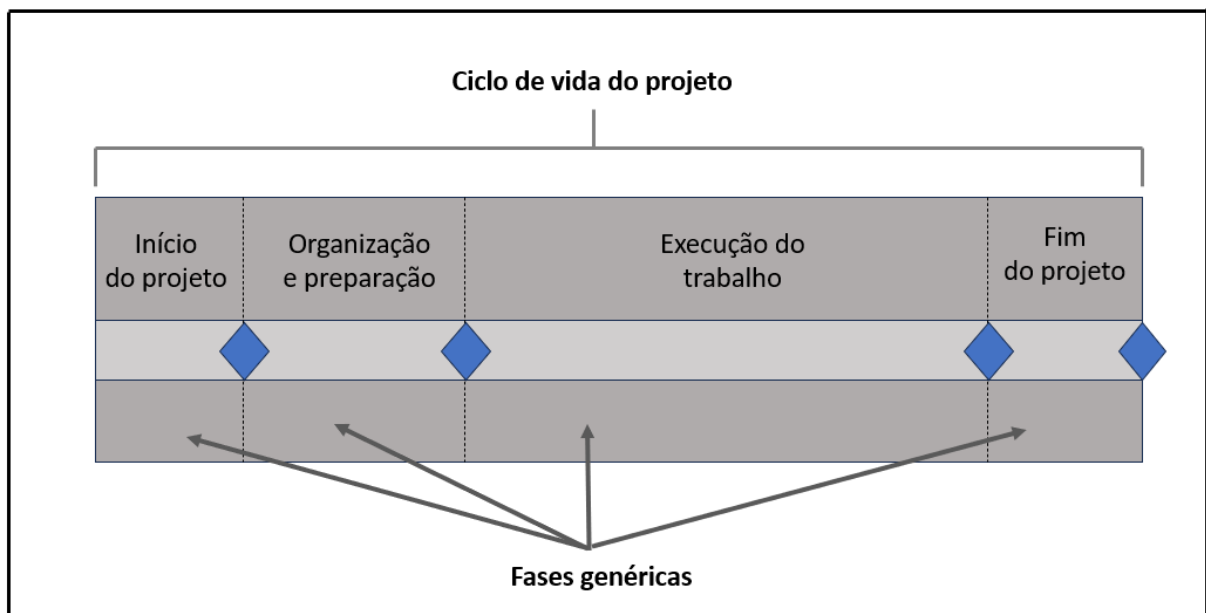 Ciclo de vida do projeto
Início
do projeto
Organização
e preparação
Execução do
trabalho
Fim
do projeto
Fases genéricas